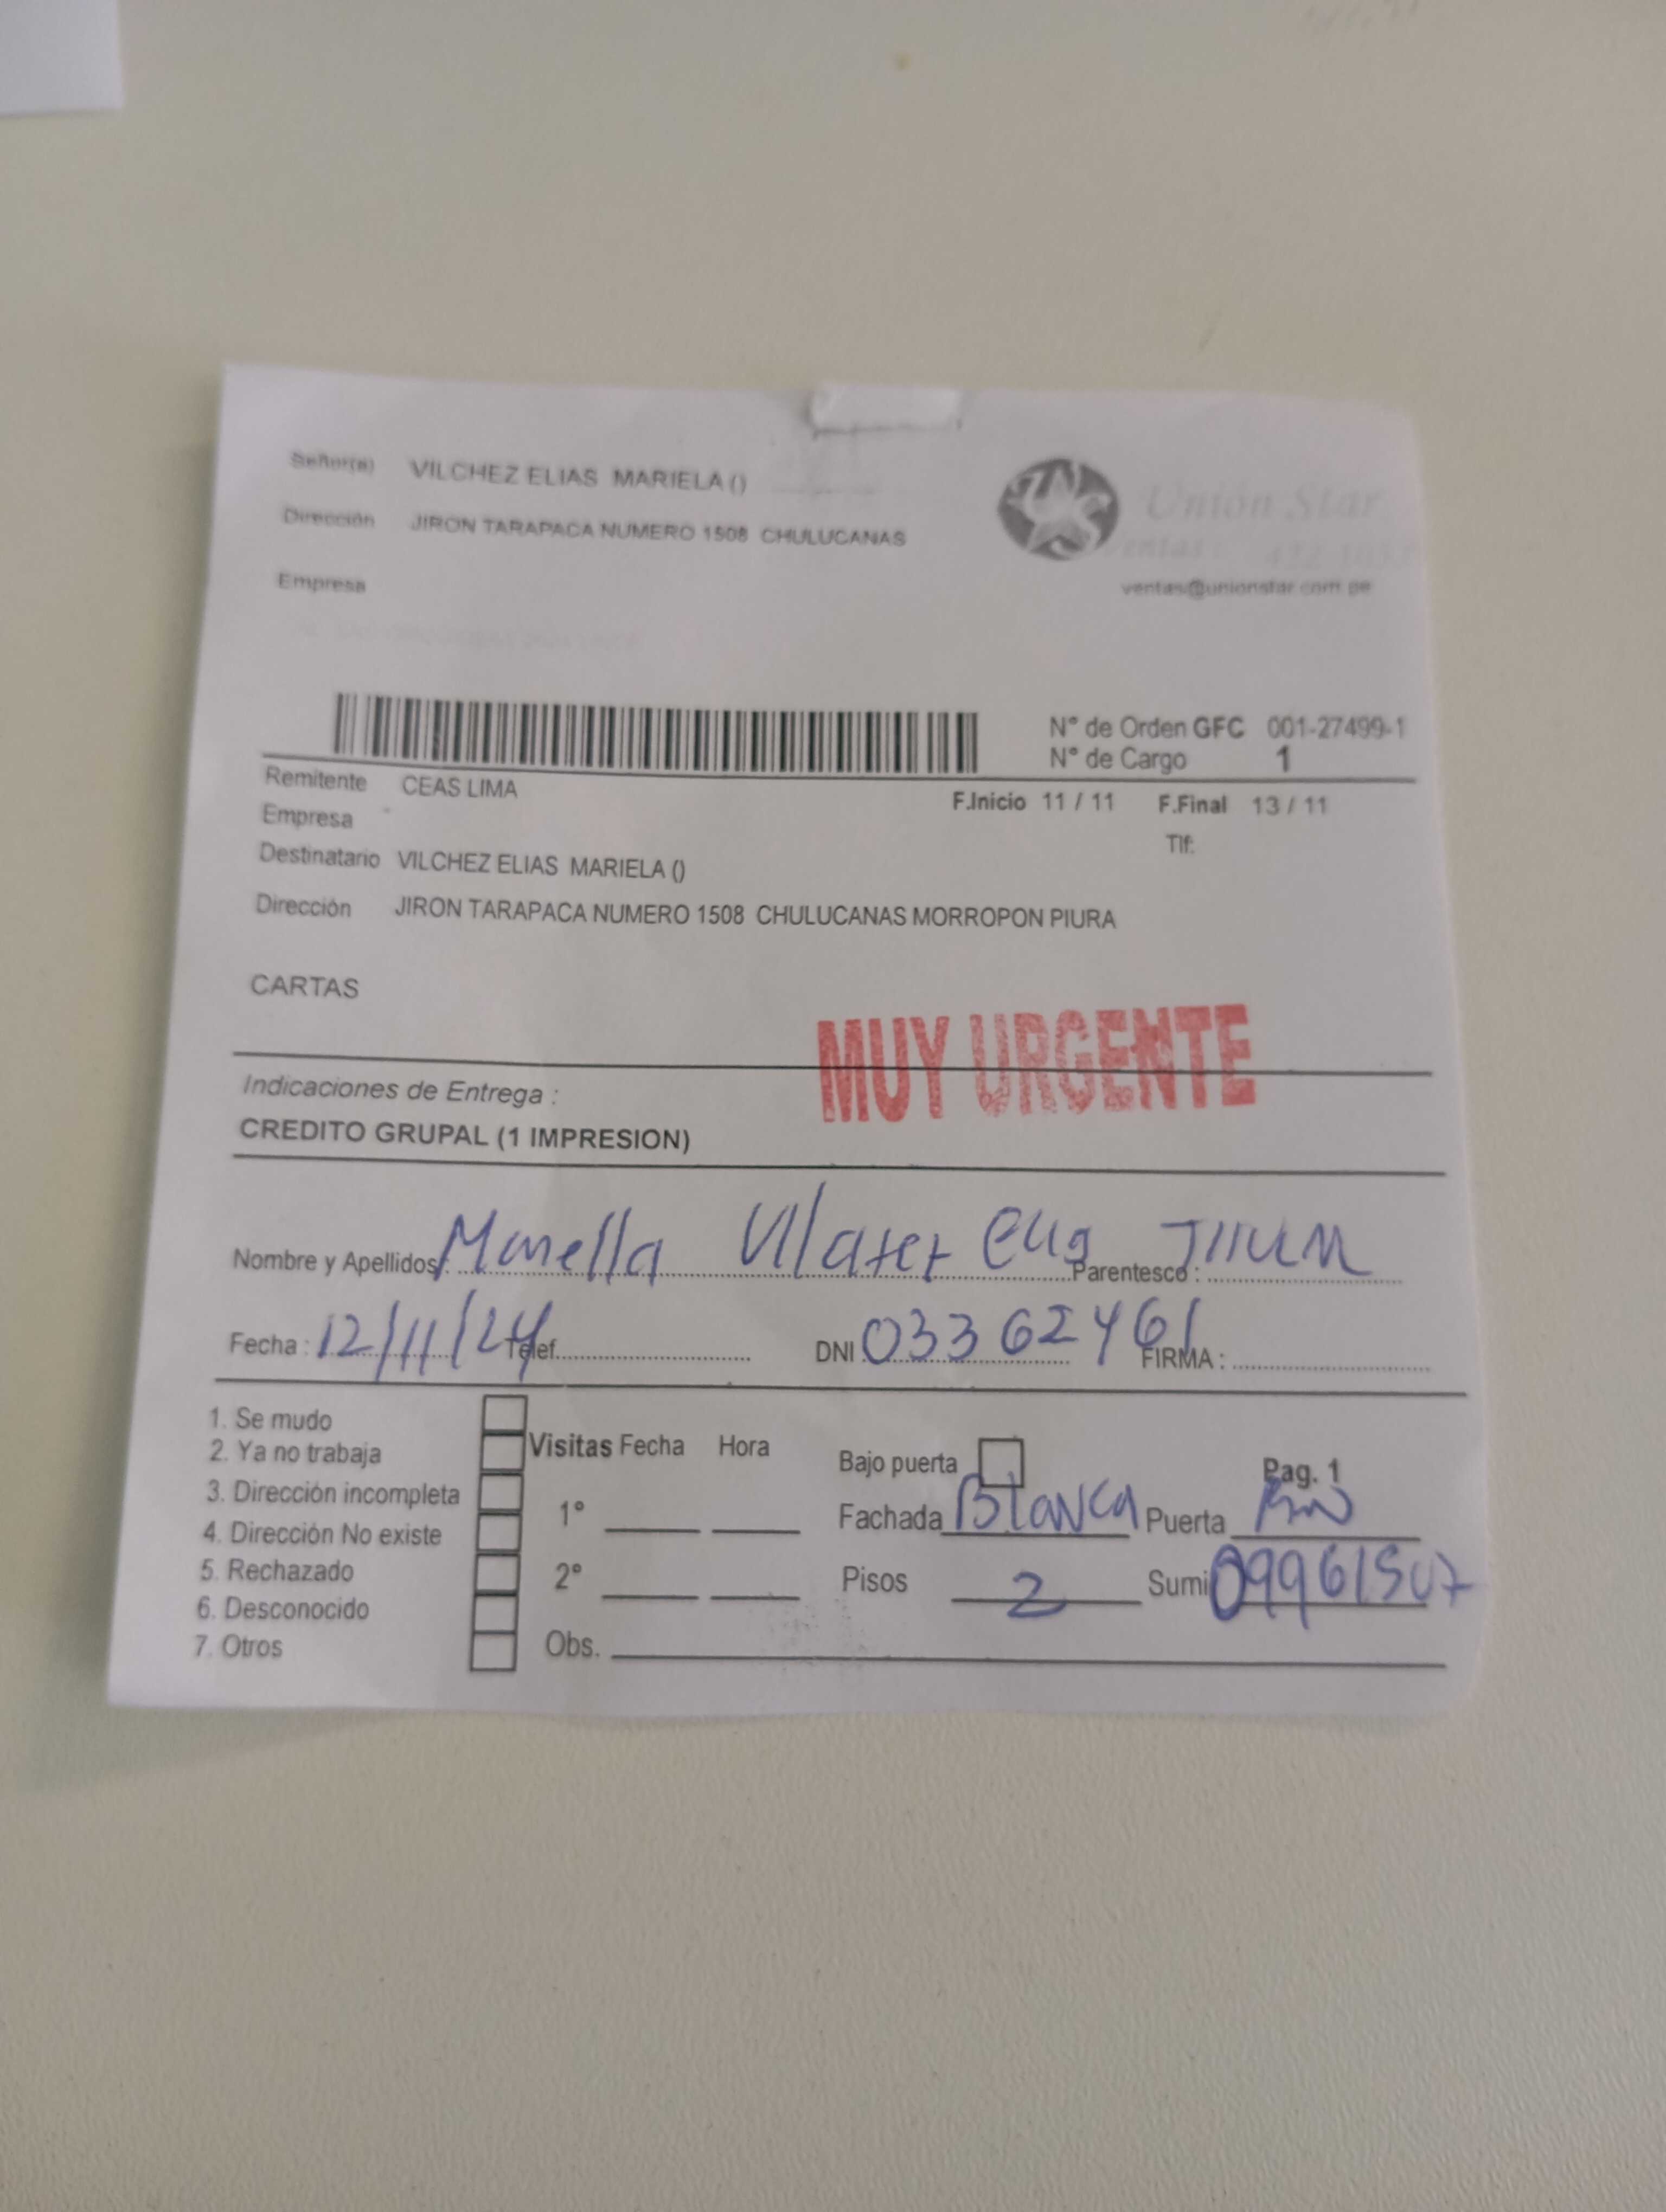 Señor(a) VILCHEZ ELIAS MARIELA ()
Dirección JIRON TARAPACA NUMERO 1508 CHULUCANAS
Empresa
Unión Star
ventas@unionstar.com.pe
N° de Orden GFC 001-27499-1
N° de Cargo 1
Remitente CEAS LIMA
F.Inicio 11 / 11 F.Final 13 / 11
Empresa
Tlf:
Destinatario VILCHEZ ELIAS MARIELA ()
Dirección JIRON TARAPACA NUMERO 1508 CHULUCANAS MORROPON PIURA
CARTAS
MUY URGENTE
Indicaciones de Entrega :
CREDITO GRUPAL (1 IMPRESION)
Nombre y Apellidos: Parentesco :
Fecha : 12/11/24 Telef. DNI 03362461 FIRMA :
1. Se mudo
2. Ya no trabaja
3. Dirección incompleta
4. Dirección No existe
5. Rechazado
6. Desconocido
7. Otros
Visitas Fecha Hora
1°
2°
Obs.
Bajo puerta Pag. 1
Fachada Blanca Puerta
Pisos 2 Sumi